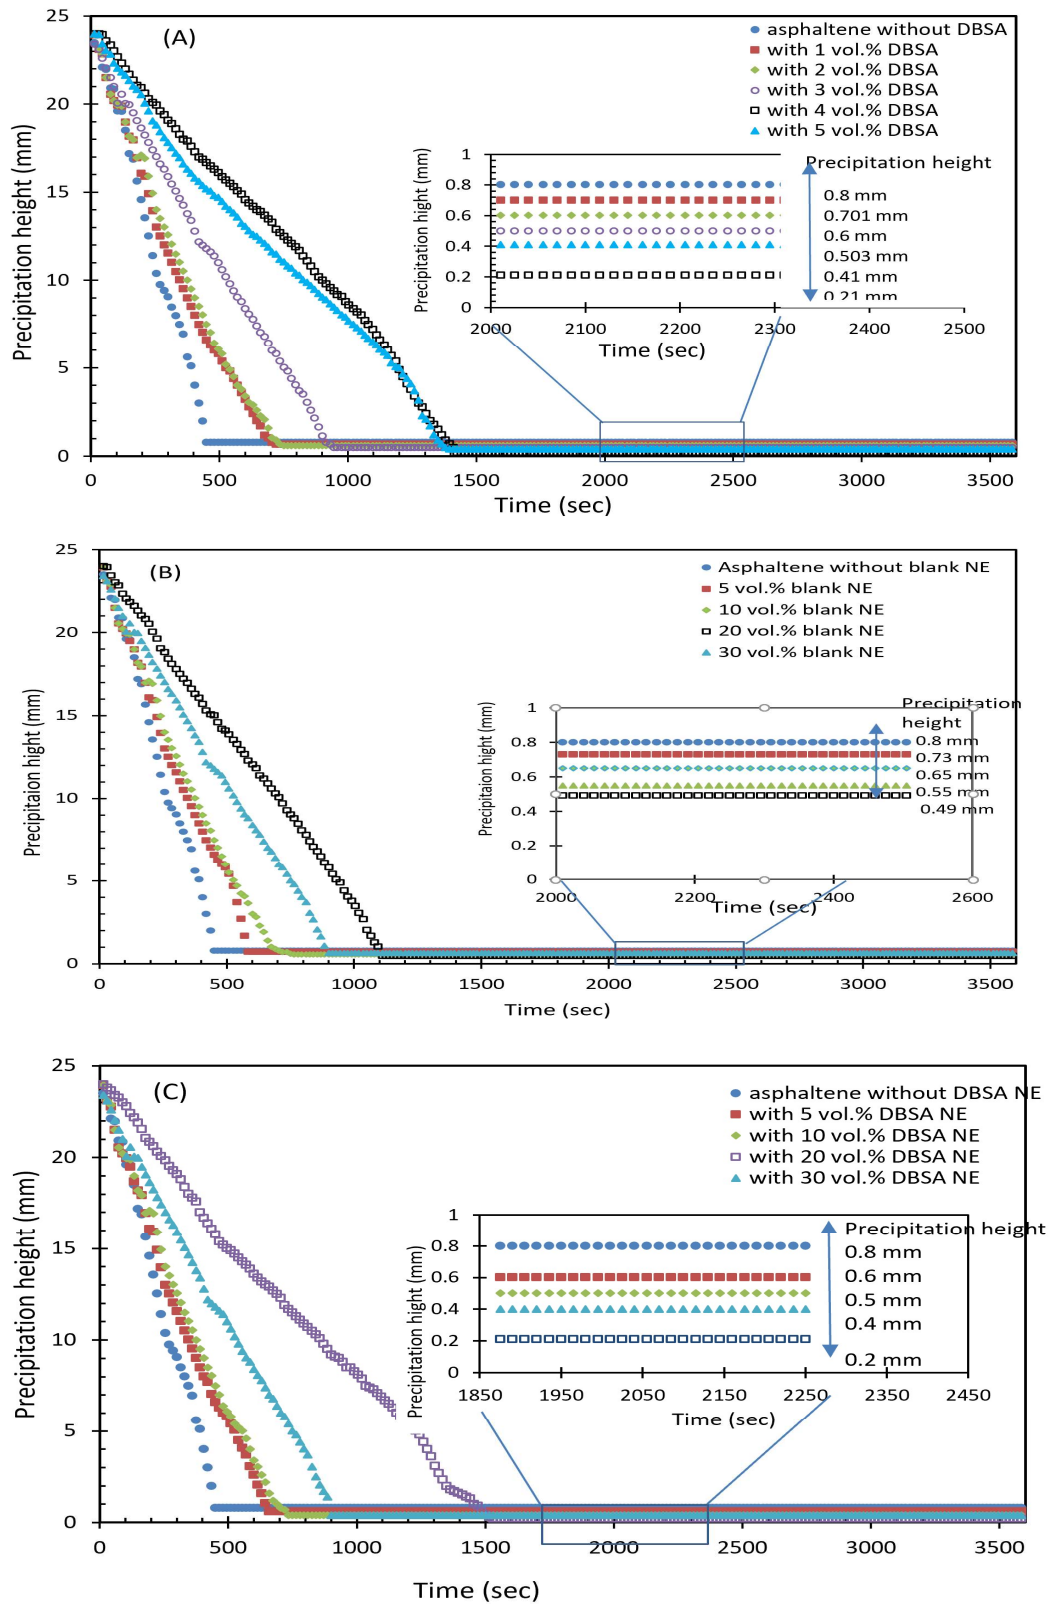 25
(A)
asphaltene without DBSA
with 1 vol.% DBSA
with 2 vol.% DBSA
with 3 vol.% DBSA
with 4 vol.% DBSA
with 5 vol.% DBSA
20
15
10
5
0
Precipitation height (mm)
1
0.8
0.6
0.4
0.2
0
Precipitation hight (mm)
Precipitation height
0.8 mm
0.701 mm
0.6 mm
0.503 mm
0.41 mm
0.21 mm
2000 2100 2200 2300 2400 2500
Time (sec)
0 500 1000 1500 2000 2500 3000 3500
Time (sec)
25
(B)
Asphaltene without blank NE
5 vol.% blank NE
10 vol.% blank NE
20 vol.% blank NE
30 vol.% blank NE
20
15
10
5
0
Precipitaion hight (mm)
1
0.8
0.6
0.4
0.2
0
Precipitaion hight (mm)
Precipitation
height
0.8 mm
0.73 mm
0.65 mm
0.55 mm
0.49 mm
2000 2200 2400 2600
Time (sec)
0 500 1000 1500 2000 2500 3000 3500
Time (sec)
25
(C)
asphaltene without DBSA NE
with 5 vol.% DBSA NE
with 10 vol.% DBSA NE
with 20 vol.% DBSA NE
with 30 vol.% DBSA NE
20
15
10
5
0
Precipitation height (mm)
1
0.8
0.6
0.4
0.2
0
Precipitation hight (mm)
Precipitation height
0.8 mm
0.6 mm
0.5 mm
0.4 mm
0.2 mm
1850 1950 2050 2150 2250 2350 2450
Time (sec)
0 500 1000 1500 2000 2500 3000 3500
Time (sec)